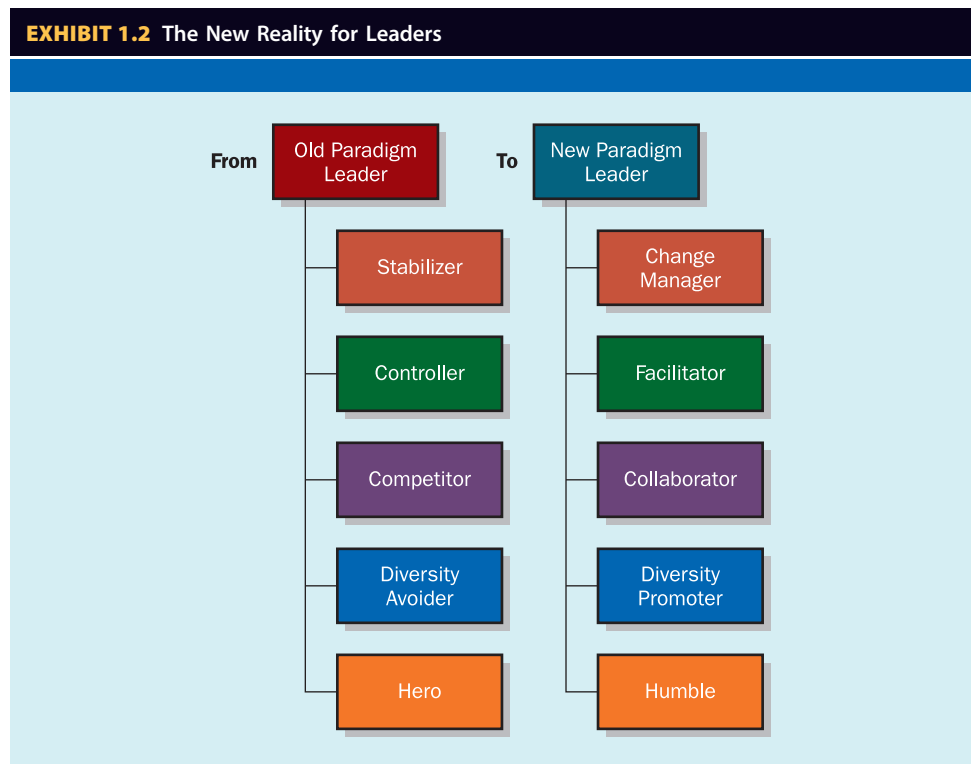 EXHIBIT 1.2 The New Reality for Leaders
From
Old Paradigm
Leader
To
New Paradigm
Leader
Stabilizer
Change
Manager
Controller
Facilitator
Competitor
Collaborator
Diversity
Avoider
Diversity
Promoter
Hero
Humble